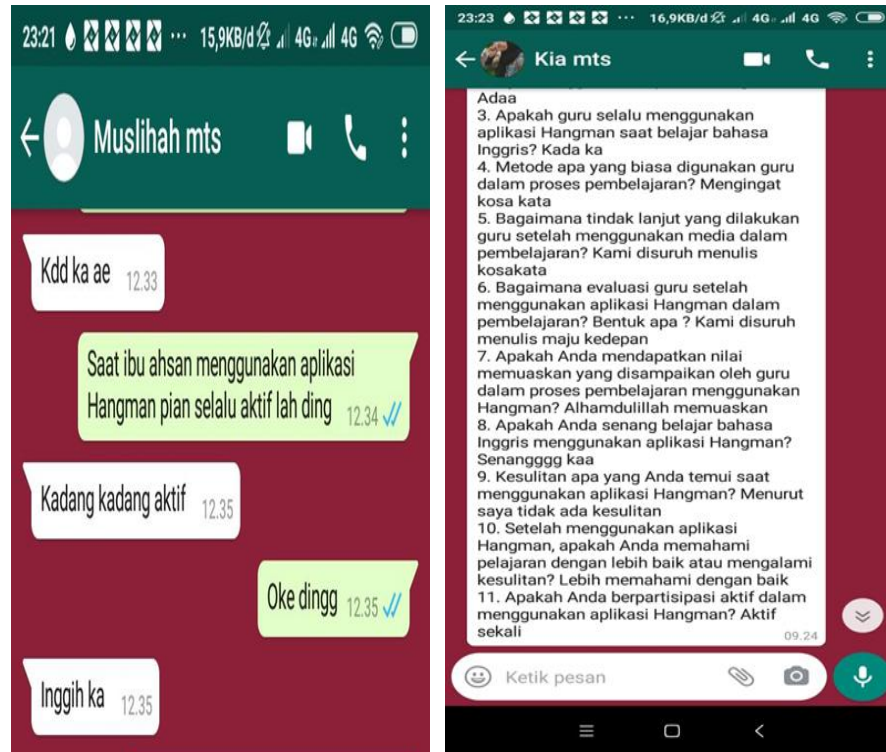 23:21 ... 15,9KB/d 4G 4G
Muslihah mts
Kdd ka ae 12.33
Saat ibu ahsan menggunakan aplikasi
Hangman pian selalu aktif lah ding 12.34
Kadang kadang aktif 12.35
Oke dingg 12.35
Inggih ka 12.35
23:23 ... 16,9KB/d 4G 4G
Kia mts
Adaa
3. Apakah guru selalu menggunakan
aplikasi Hangman saat belajar bahasa
Inggris? Kada ka
4. Metode apa yang biasa digunakan guru
dalam proses pembelajaran? Mengingat
kosa kata
5. Bagaimana tindak lanjut yang dilakukan
guru setelah menggunakan media dalam
pembelajaran? Kami disuruh menulis
kosakata
6. Bagaimana evaluasi guru setelah
menggunakan aplikasi Hangman dalam
pembelajaran? Bentuk apa ? Kami disuruh
menulis maju kedepan
7. Apakah Anda mendapatkan nilai
memuaskan yang disampaikan oleh guru
dalam proses pembelajaran menggunakan
Hangman? Alhamdulillah memuaskan
8. Apakah Anda senang belajar bahasa
Inggris menggunakan aplikasi Hangman?
Senangggg kaa
9. Kesulitan apa yang Anda temui saat
menggunakan aplikasi Hangman? Menurut
saya tidak ada kesulitan
10. Setelah menggunakan aplikasi
Hangman, apakah Anda memahami
pelajaran dengan lebih baik atau mengalami
kesulitan? Lebih memahami dengan baik
11. Apakah Anda berpartisipasi aktif dalam
menggunakan aplikasi Hangman? Aktif
sekali 09.24
Ketik pesan